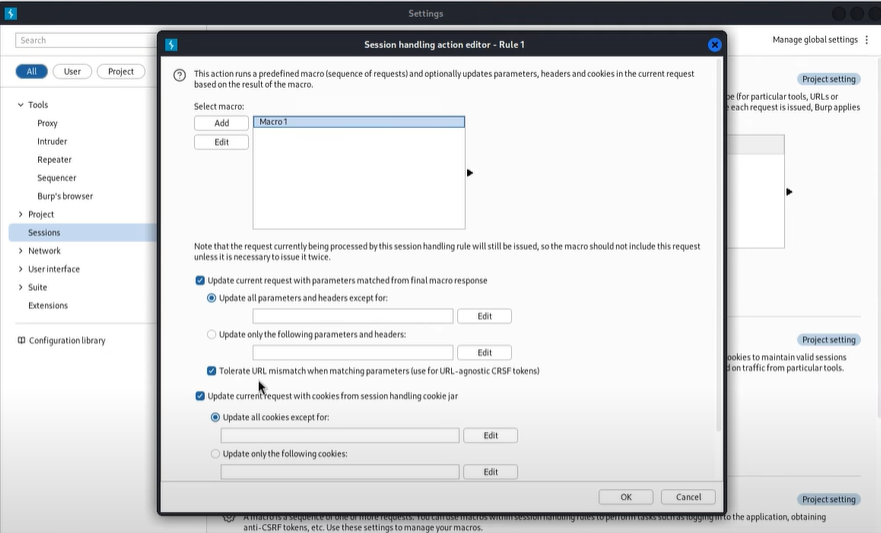 Settings
Search
All
User
Project
Tools
Proxy
Intruder
Repeater
Sequencer
Burp's browser
Project
Sessions
Network
User interface
Suite
Extensions
Configuration library
Manage global settings
Project setting
be (for particular tools, URLs or
each request is issued, Burp applies
Project setting
ookies to maintain valid sessions
d on traffic from particular tools.
Project setting
Session handling action editor - Rule 1
This action runs a predefined macro (sequence of requests) and optionally updates parameters, headers and cookies in the current request
based on the result of the macro.
Select macro:
Add
Macro 1
Edit
Note that the request currently being processed by this session handling rule will still be issued, so the macro should not include this request
unless it is necessary to issue it twice.
Update current request with parameters matched from final macro response
Update all parameters and headers except for:
Edit
Update only the following parameters and headers:
Edit
Tolerate URL mismatch when matching parameters (use for URL-agnostic CRSF tokens)
Update current request with cookies from session handling cookie jar
Update all cookies except for:
Edit
Update only the following cookies:
Edit
OK
Cancel
A macro is a sequence of one or more requests. You can use macros within session handling rules to perform tasks such as logging in to the application, obtaining
anti-CSRF tokens, etc. Use these settings to manage your macros.